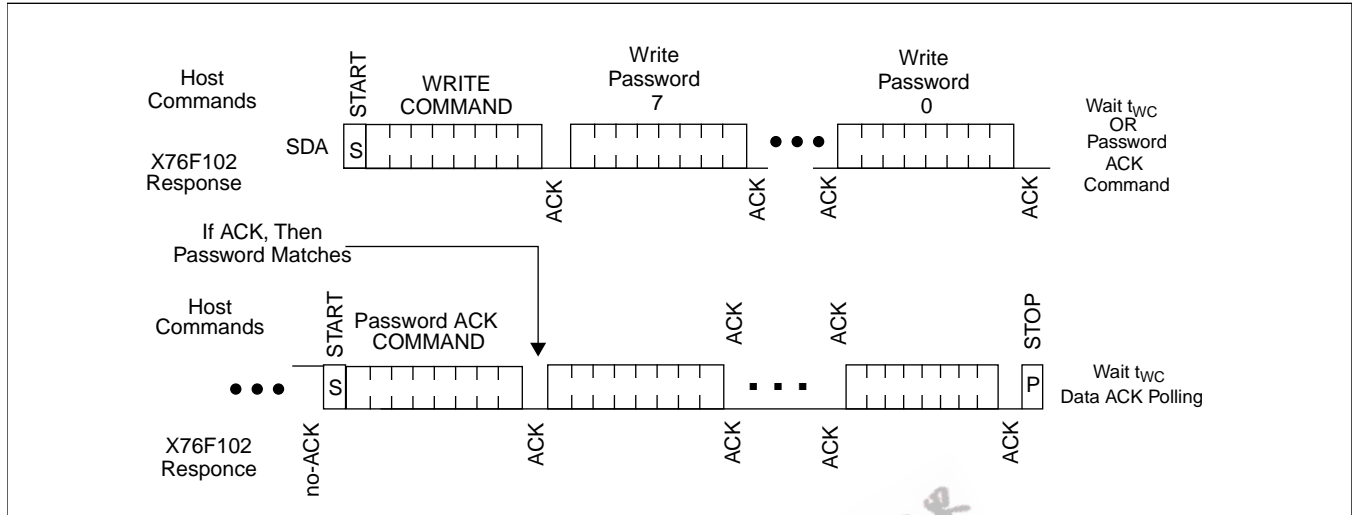 Host
Commands
START
WRITE
COMMAND
Write
Password
7
Write
Password
0
Wait tWC
OR
Password
ACK
Command
SDA
S
X76F102
Response
ACK
ACK
ACK
ACK
If ACK, Then
Password Matches
Host
Commands
START
Password ACK
COMMAND
ACK
ACK
STOP
S
P
Wait tWC
Data ACK Polling
X76F102
Responce
no-ACK
ACK
ACK
ACK
ACK